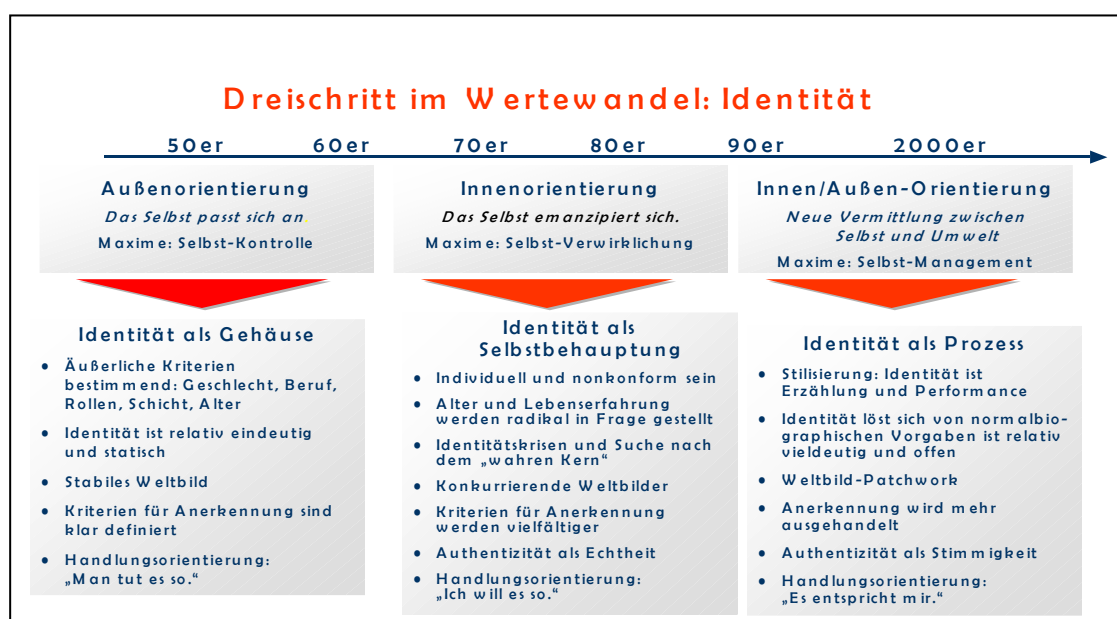 Dreischritt im Wertewandel: Identität
50er 60er 70er 80er 90er 2000er
Außenorientierung
Das Selbst passt sich an
Maxime: Selbst-Kontrolle
Innenorientierung
Das Selbst emanzipiert sich.
Maxime: Selbst-Verwirklichung
Innen/Außen-Orientierung
Neue Vermittlung zwischen
Selbst und Umwelt
Maxime: Selbst-Management
Identität als Gehäuse
• Äußerliche Kriterien
bestimmend: Geschlecht, Beruf,
Rollen, Schicht, Alter
• Identität ist relativ eindeutig
und statisch
• Stabiles Weltbild
• Kriterien für Anerkennung sind
klar definiert
• Handlungsorientierung:
„Man tut es so.“
Identität als
Selbstbehauptung
• Individuell und nonkonform sein
• Alter und Lebenserfahrung
werden radikal in Frage gestellt
• Identitätskrisen und Suche nach
dem „wahren Kern“
• Konkurrierende Weltbilder
• Kriterien für Anerkennung
werden vielfältiger
• Authentizität als Echtheit
• Handlungsorientierung:
„Ich will es so.“
Identität als Prozess
• Stilisierung: Identität ist
Erzählung und Performance
• Identität löst sich von normalbio-
graphischen Vorgaben ist relativ
vieldeutig und offen
• Weltbild-Patchwork
• Anerkennung wird mehr
ausgehandelt
• Authentizität als Stimmigkeit
• Handlungsorientierung:
„Es entspricht mir.“